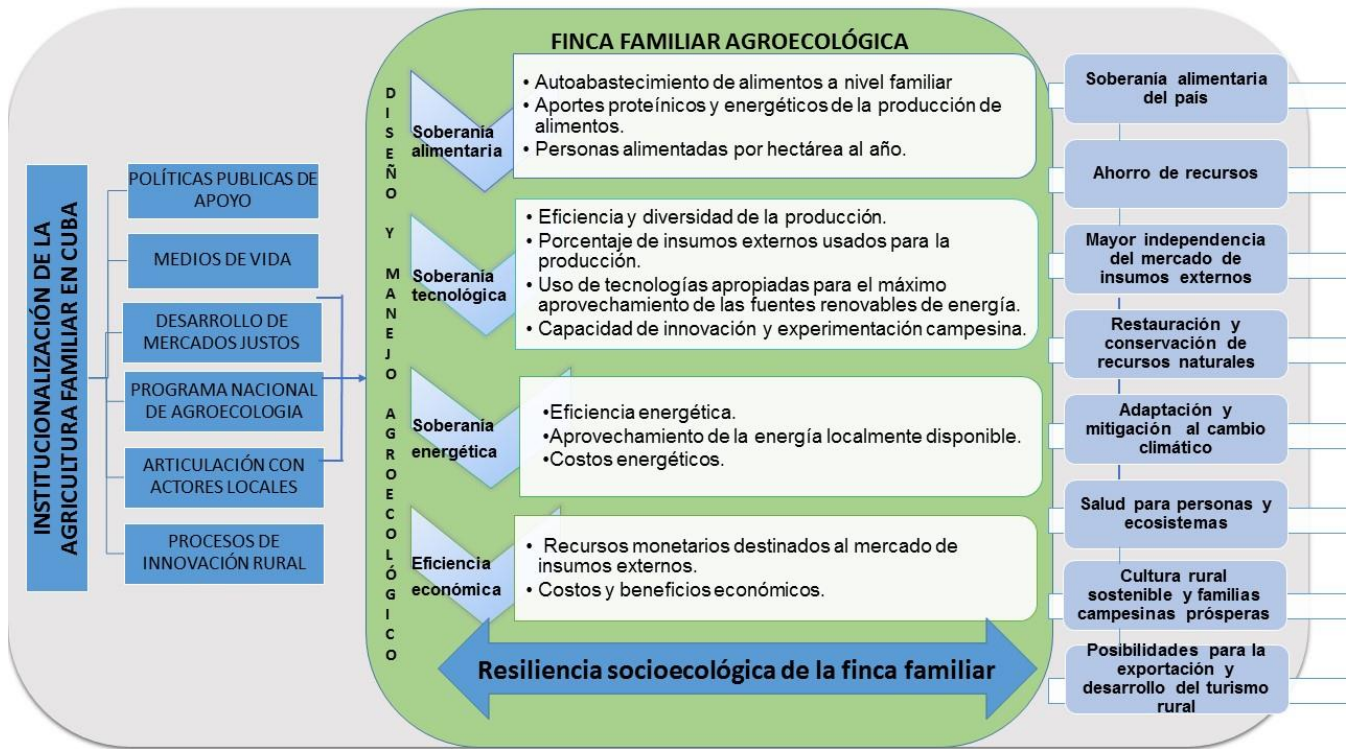 INSTITUCIONALIZACIÓN DE LA
AGRICULTURA FAMILIAR EN CUBA
POLÍTICAS PUBLICAS DE
APOYO
MEDIOS DE VIDA
DESARROLLO DE
MERCADOS JUSTOS
PROGRAMA NACIONAL
DE AGROECOLOGIA
ARTICULACIÓN CON
ACTORES LOCALES
PROCESOS DE
INNOVACIÓN RURAL
FINCA FAMILIAR AGROECOLÓGICA
DISEÑO Y MANEJO AGROECOLÓGICO
Soberanía
alimentaria
• Autoabastecimiento de alimentos a nivel familiar
• Aportes proteínicos y energéticos de la producción de
alimentos.
• Personas alimentadas por hectárea al año.
Soberanía
tecnológica
• Eficiencia y diversidad de la producción.
• Porcentaje de insumos externos usados para la
producción.
• Uso de tecnologías apropiadas para el máximo
aprovechamiento de las fuentes renovables de energía.
• Capacidad de innovación y experimentación campesina.
Soberanía
energética
•Eficiencia energética.
•Aprovechamiento de la energía localmente disponible.
•Costos energéticos.
Eficiencia
económica
• Recursos monetarios destinados al mercado de
insumos externos.
• Costos y beneficios económicos.
Resiliencia socioecológica de la finca familiar
Soberanía alimentaria
del país
Ahorro de recursos
Mayor independencia
del mercado de
insumos externos
Restauración y
conservación de
recursos naturales
Adaptación y
mitigación al cambio
climático
Salud para personas y
ecosistemas
Cultura rural
sostenible y familias
campesinas prósperas
Posibilidades para la
exportación y
desarrollo del turismo
rural